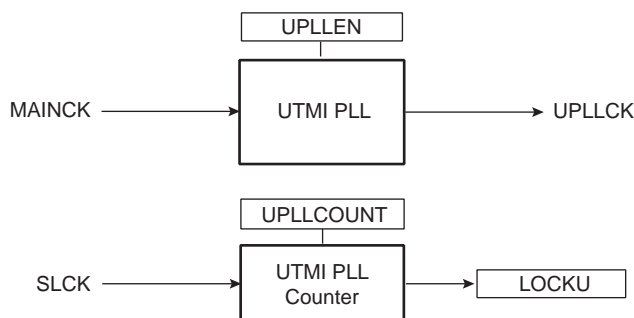 UPLLEN
MAINCK
UTMI PLL
UPLLCK
UPLLCOUNT
SLCK
UTMI PLL
Counter
LOCKU